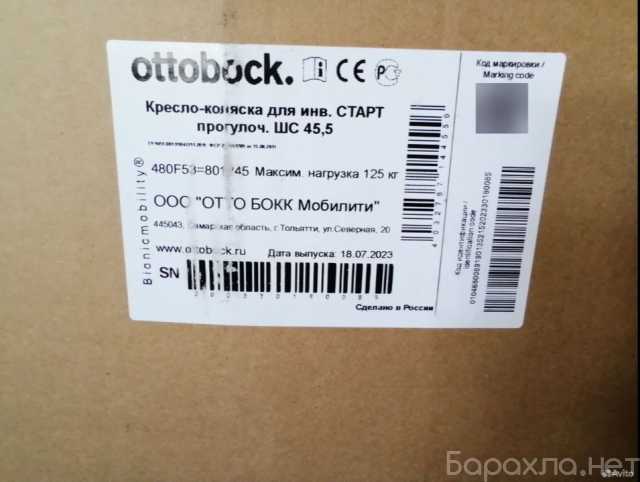 ottobock.
Кресло-коляска для инв. СТАРТ
прогулоч. ШС 45,5
Максим. нагрузка 125 кг
ООО "ОТТО БОКК Мобилити"
445043, Самарская область, г.Тольятти, ул.Северная, 20
www.ottobock.ru Дата выпуска: 18.07.2023
SN
Сделано в России
Bionicmobility®
Код маркировки /
Marking code
Код идентификации /
identification code
Avito
Барахла.нет